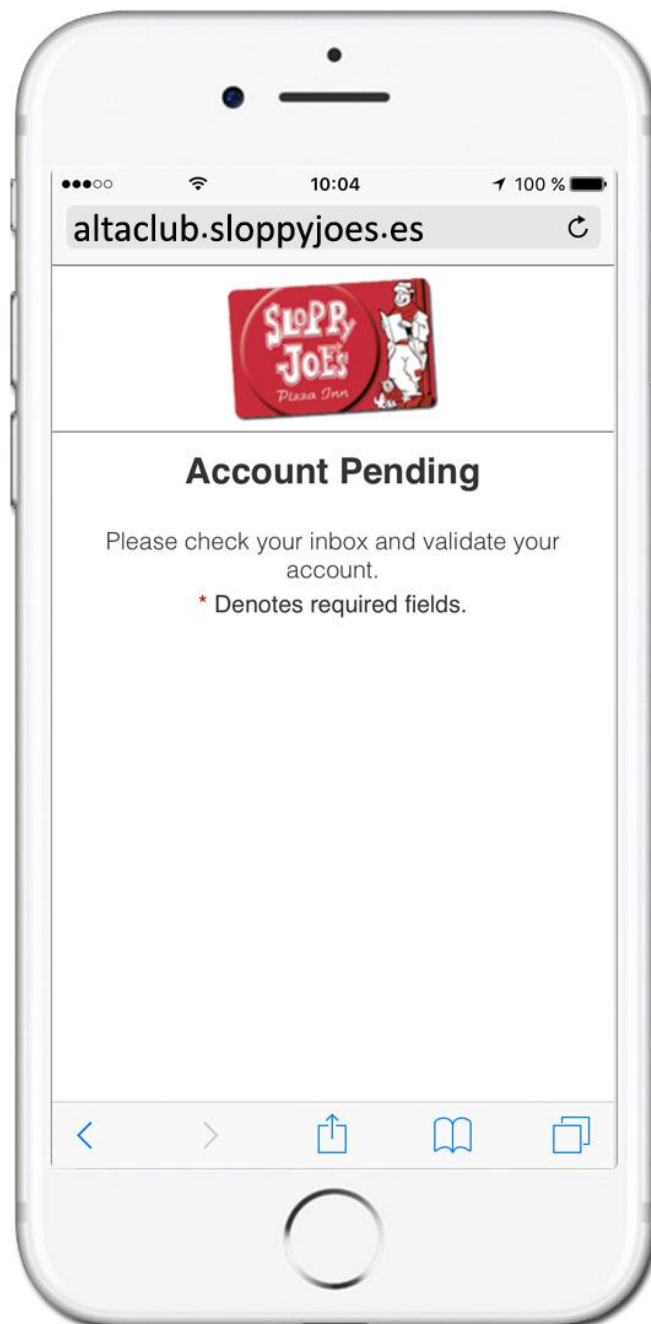 10:04
100 %
altaclub.sloppyjoes.es
SLOPPy
JOE'S
Pizza Inn
Account Pending
Please check your inbox and validate your
account.
* Denotes required fields.